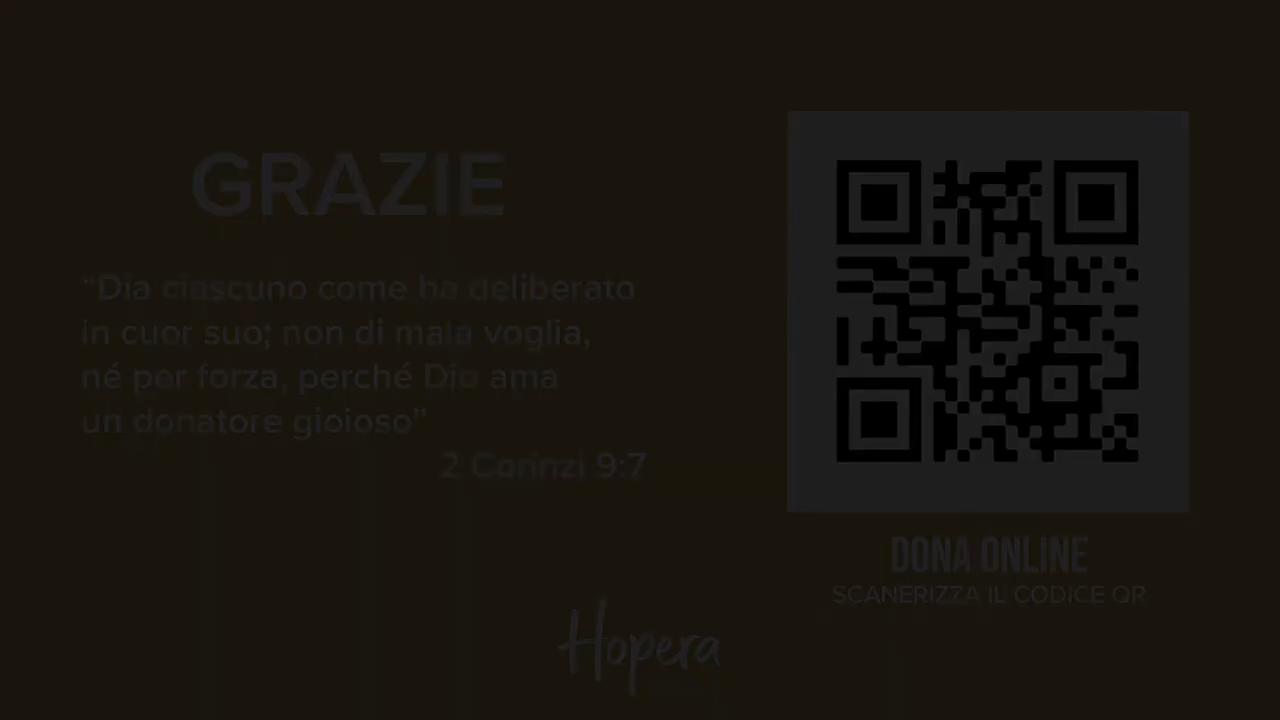 GRAZIE
“Dia ciascuno come ha deliberato
in cuor suo; non di mala voglia,
né per forza, perché Dio ama
un donatore gioioso”
2 Corinzi 9:7
DONA ONLINE
SCANERIZZA IL CODICE QR
Hopera